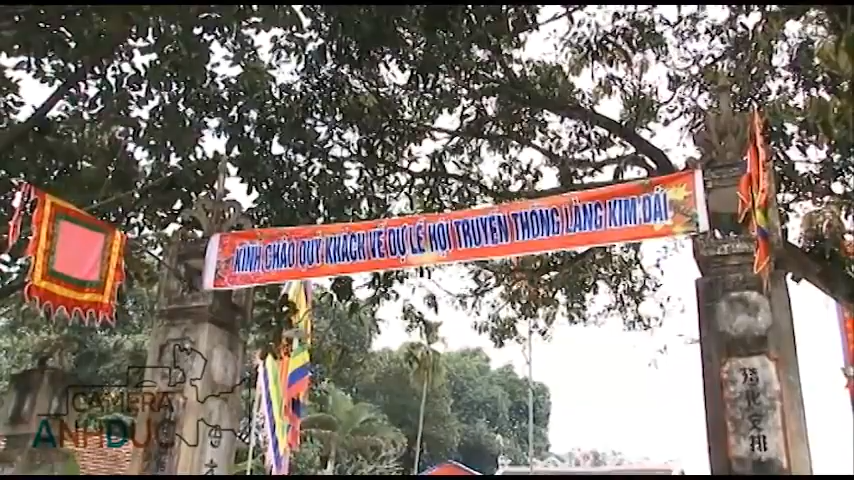 KÍNH CHÀO QUÝ KHÁCH VỀ DỰ LỄ HỘI TRUYỀN THỐNG LÀNG KIM ĐÁI
CAMERA
ANH ĐỨC